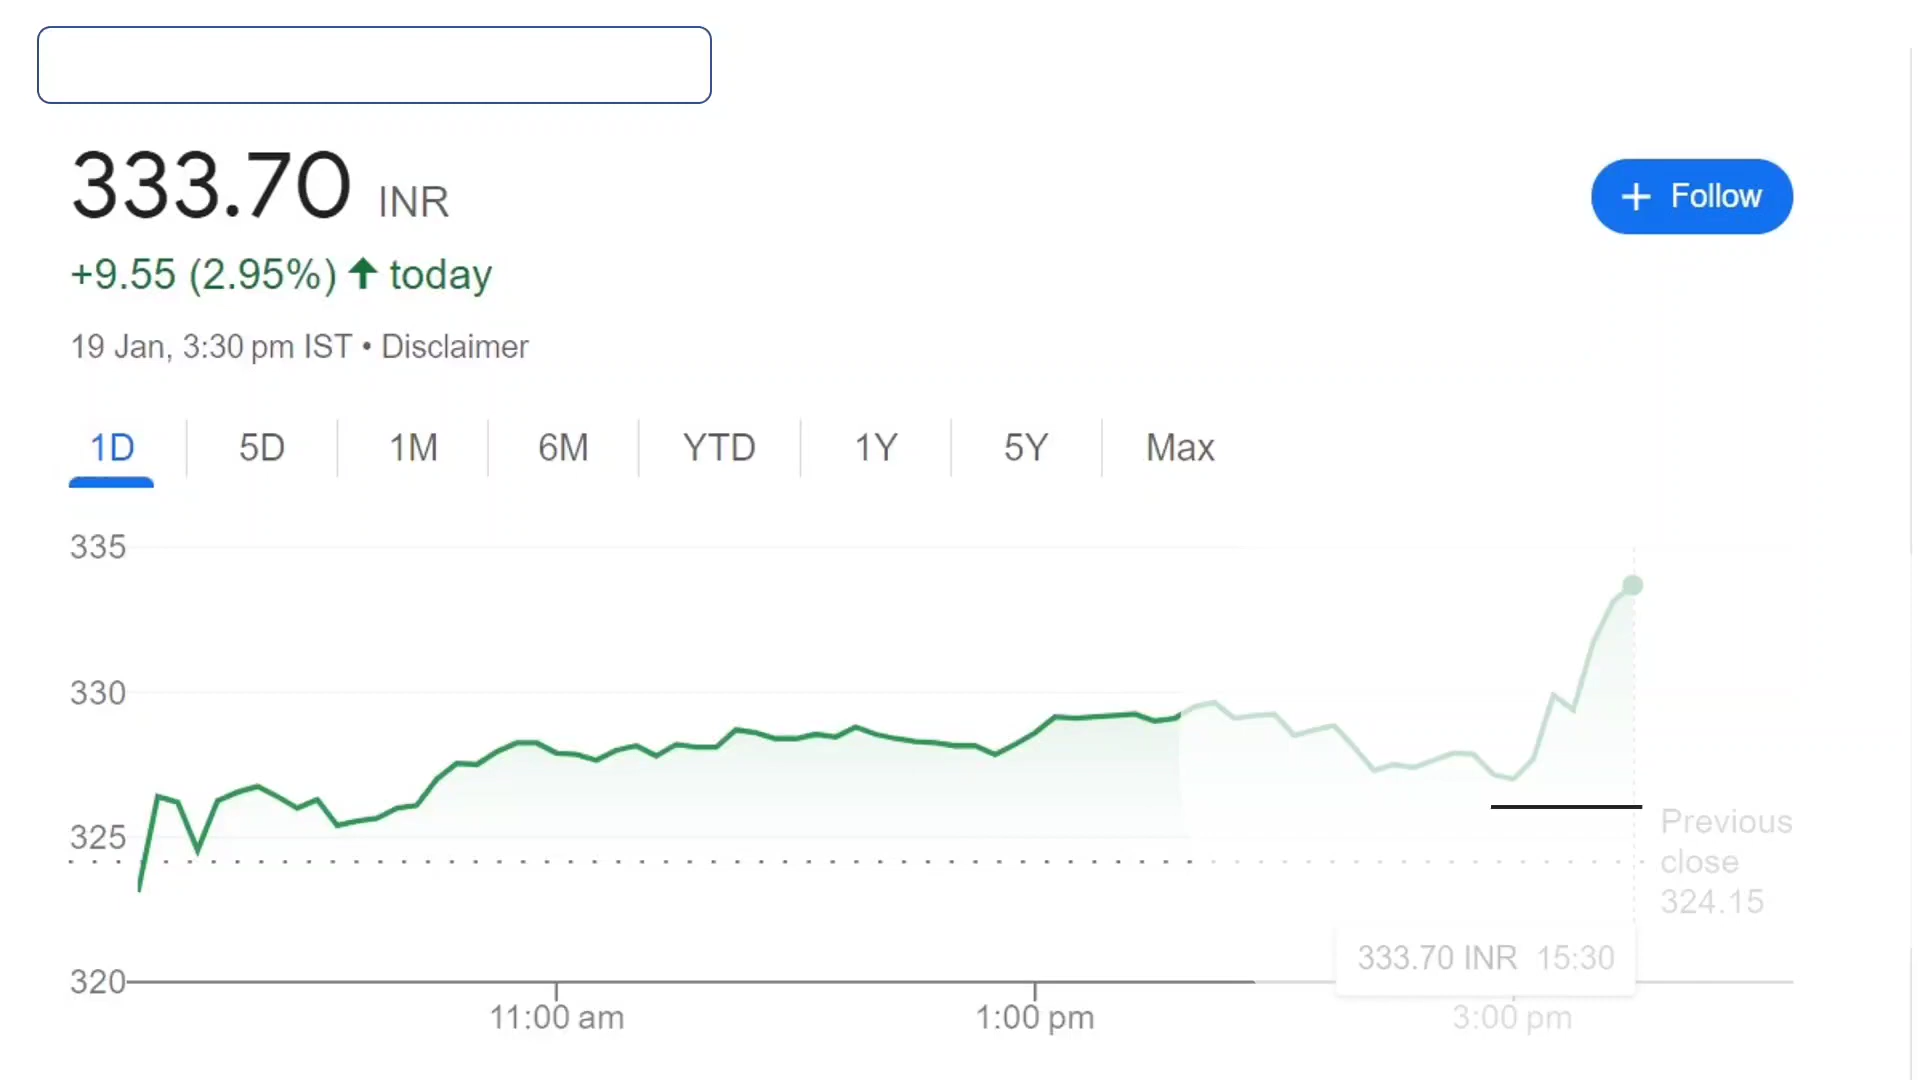 333.70 INR
+ Follow
+9.55 (2.95%) ↑ today
19 Jan, 3:30 pm IST • Disclaimer
1D 5D 1M 6M YTD 1Y 5Y Max
335
330
325
320
Previous
close
324.15
333.70 INR 15:30
11:00 am 1:00 pm 3:00 pm